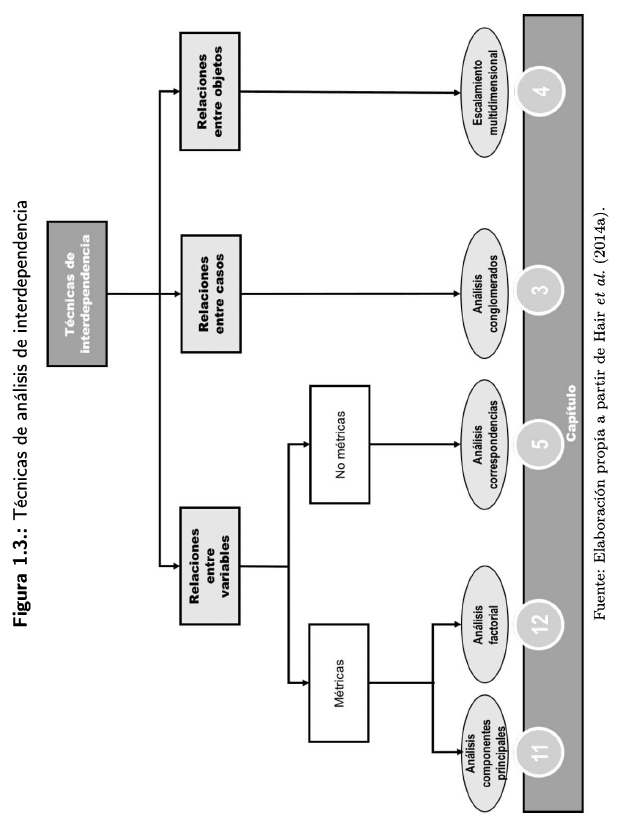 Figura 1.3.: Técnicas de análisis de interdependencia
Técnicas de
interdependencia
Relaciones
entre
variables
Relaciones
entre casos
Relaciones
entre objetos
Métricas
No métricas
Análisis
componentes
principales
Análisis
factorial
Análisis
correspondencias
Análisis
conglomerados
Escalamiento
multidimensional
11
12
5
3
4
Capítulo
Fuente: Elaboración propia a partir de Hair et al. (2014a).